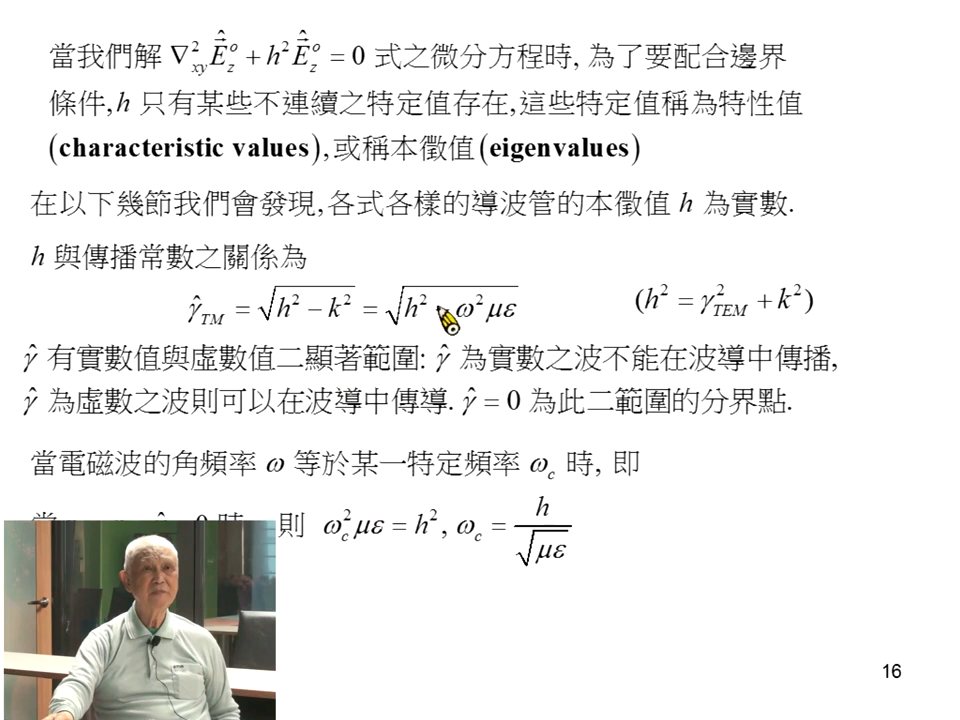 當我們解 ∇²_xy Ê⃗_z^o + h² Ê⃗_z^o = 0 式之微分方程時, 為了要配合邊界
條件, h 只有某些不連續之特定值存在,這些特定值稱為特性值
(characteristic values),或稱本徵值(eigenvalues)
在以下幾節我們會發現,各式各樣的導波管的本徵值 h 為實數.
h 與傳播常數之關係為
γ̂_TM = √(h² − k²) = √(h² ω²με) (h² = γ²_TEM + k²)
γ̂ 有實數值與虛數值二顯著範圍: γ̂ 為實數之波不能在波導中傳播,
γ̂ 為虛數之波則可以在波導中傳導. γ̂ = 0 為此二範圍的分界點.
當電磁波的角頻率 ω 等於某一特定頻率 ω_c 時, 即
則 ω_c²με = h², ω_c = h/√(με)
16